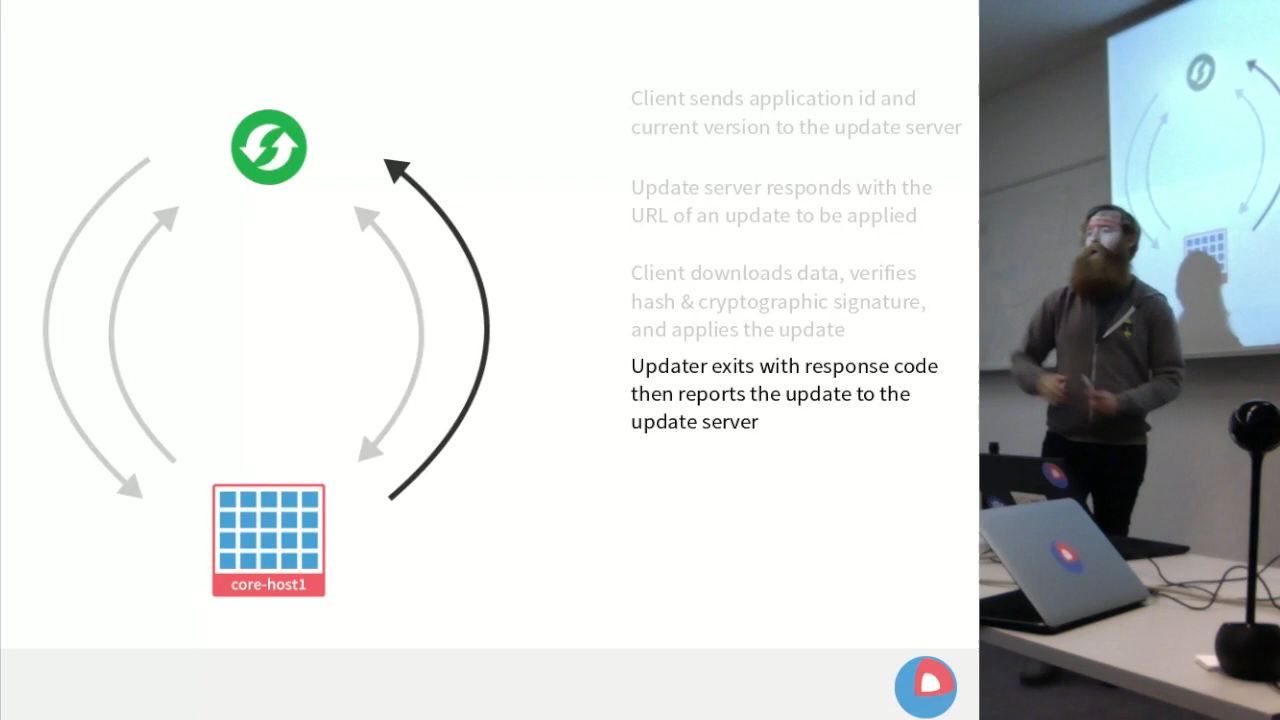 Client sends application id and
current version to the update server
Update server responds with the
URL of an update to be applied
Client downloads data, verifies
hash & cryptographic signature,
and applies the update
Updater exits with response code
then reports the update to the
update server
core-host1